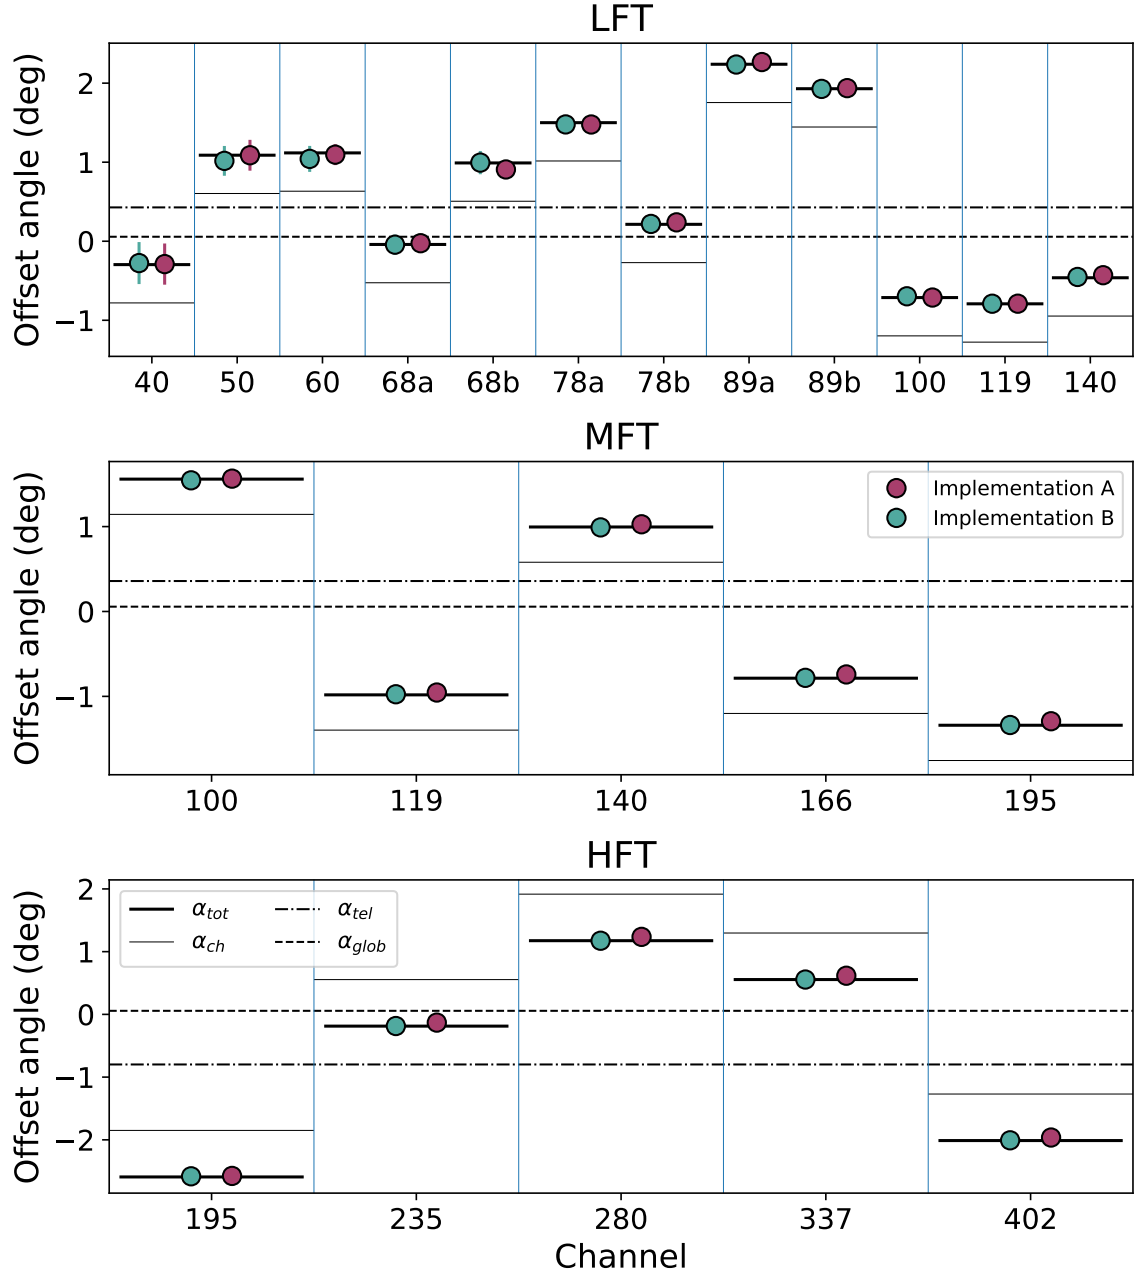 LFT
Offset angle (deg)
2
1
0
−1
40 50 60 68a 68b 78a 78b 89a 89b 100 119 140
MFT
Offset angle (deg)
1
0
−1
Implementation A
Implementation B
100 119 140 166 195
HFT
Offset angle (deg)
2
1
0
−1
−2
α_tot α_tel
α_ch α_glob
195 235 280 337 402
Channel